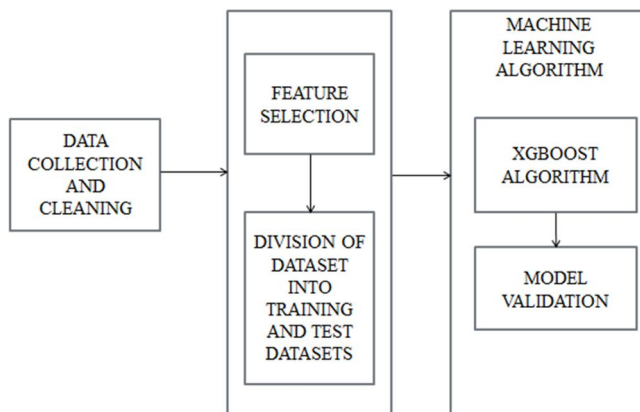 DATA
COLLECTION
AND
CLEANING
FEATURE
SELECTION
DIVISION OF
DATASET
INTO
TRAINING
AND TEST
DATASETS
MACHINE
LEARNING
ALGORITHM
XGBOOST
ALGORITHM
MODEL
VALIDATION